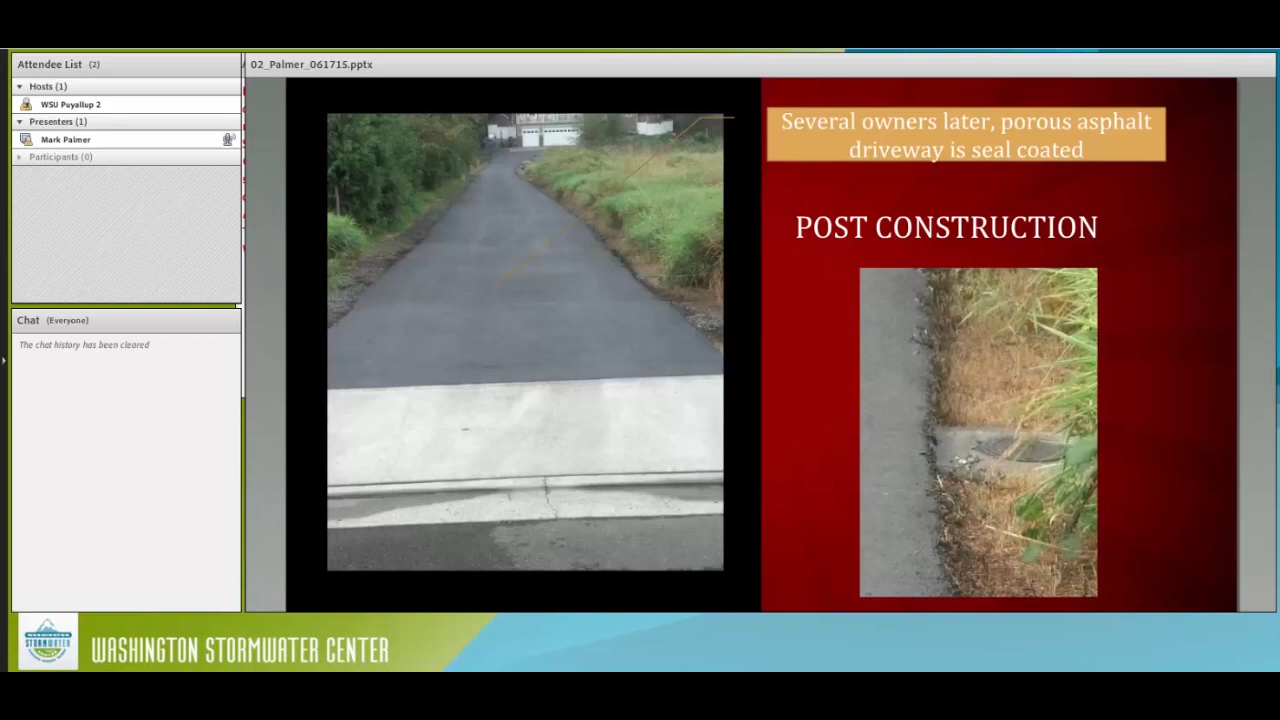 Attendee List (2)
Hosts (1)
WSU Puyallup 2
Presenters (1)
Mark Palmer
Participants (0)
Chat (Everyone)
The chat history has been cleared
02_Palmer_061715.pptx
Several owners later, porous asphalt
driveway is seal coated
POST CONSTRUCTION
WASHINGTON
STORMWATER
WASHINGTON STORMWATER CENTER